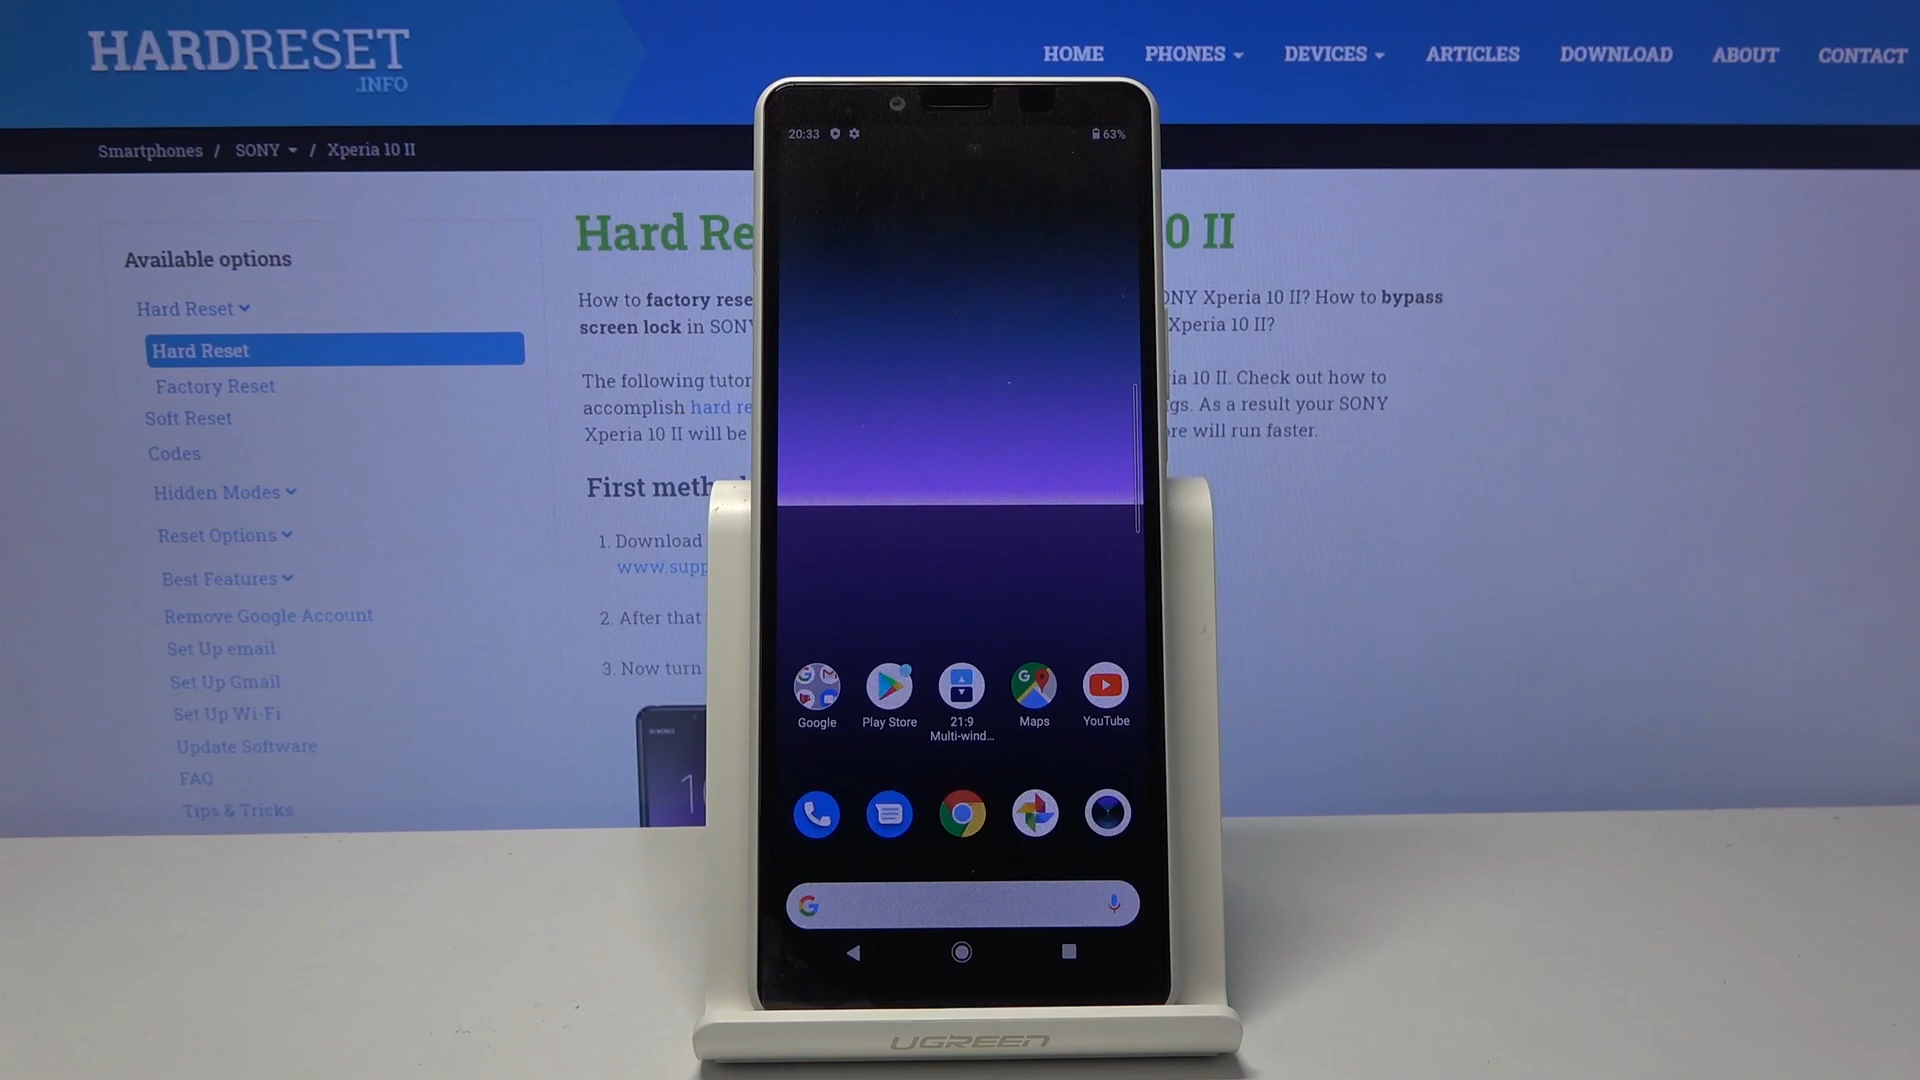 HARDRESET
.INFO
HOME PHONES DEVICES ARTICLES DOWNLOAD ABOUT CONTACT
Smartphones / SONY / Xperia 10 II
Available options
Hard Reset
Hard Reset
Factory Reset
Soft Reset
Codes
Hidden Modes
Reset Options
Best Features
Remove Google Account
Set Up email
Set Up Gmail
Set Up Wi-Fi
Update Software
FAQ
Tips & Tricks
Hard Re 0 II
How to factory rese ONY Xperia 10 II? How to bypass
screen lock in SONY Xperia 10 II?
The following tutor ia 10 II. Check out how to
accomplish hard re gs. As a result your SONY
Xperia 10 II will be re will run faster.
First meth
1. Download
www.supp
2. After that
3. Now turn
20:33 63%
Google Play Store 21:9 Maps YouTube
Multi-wind...
UGREEN